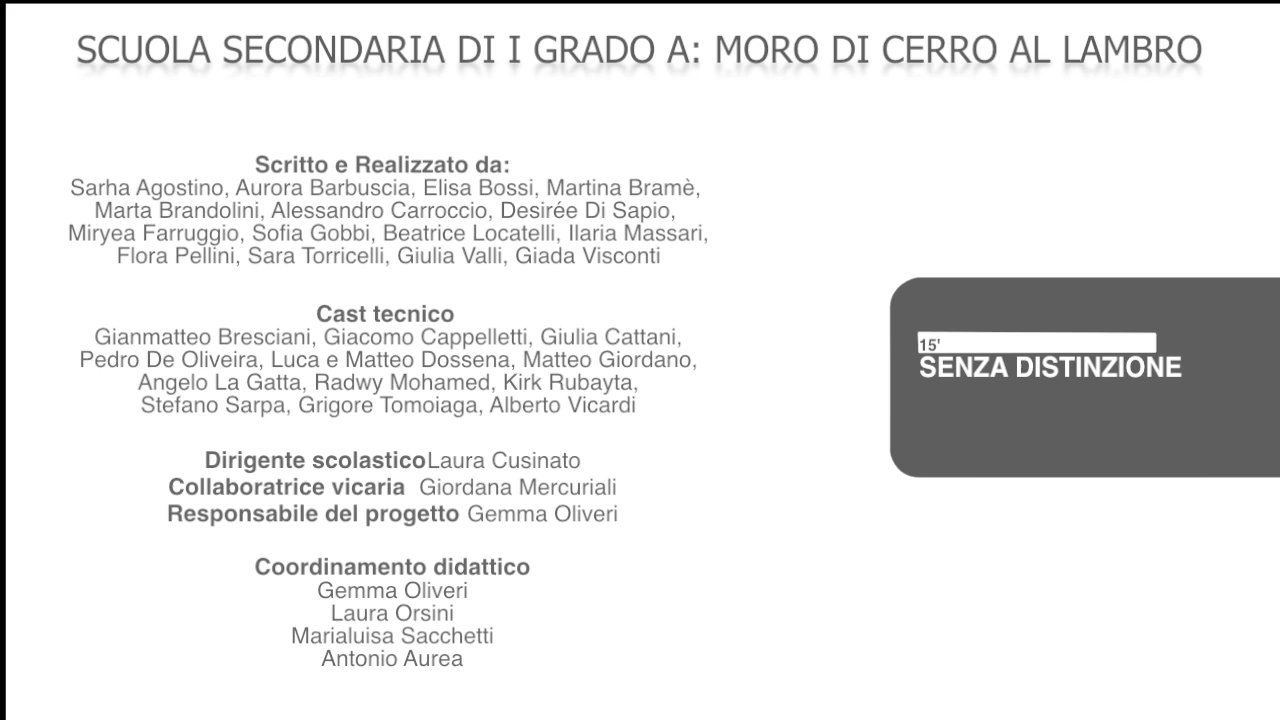 SCUOLA SECONDARIA DI I GRADO A: MORO DI CERRO AL LAMBRO
Scritto e Realizzato da:
Sarha Agostino, Aurora Barbuscia, Elisa Bossi, Martina Bramè,
Marta Brandolini, Alessandro Carroccio, Desirée Di Sapio,
Miryea Farruggio, Sofia Gobbi, Beatrice Locatelli, Ilaria Massari,
Flora Pellini, Sara Torricelli, Giulia Valli, Giada Visconti
Cast tecnico
Gianmatteo Bresciani, Giacomo Cappelletti, Giulia Cattani,
Pedro De Oliveira, Luca e Matteo Dossena, Matteo Giordano,
Angelo La Gatta, Radwy Mohamed, Kirk Rubayta,
Stefano Sarpa, Grigore Tomoiaga, Alberto Vicardi
Dirigente scolastico Laura Cusinato
Collaboratrice vicaria Giordana Mercuriali
Responsabile del progetto Gemma Oliveri
Coordinamento didattico
Gemma Oliveri
Laura Orsini
Marialuisa Sacchetti
Antonio Aurea
15'
SENZA DISTINZIONE